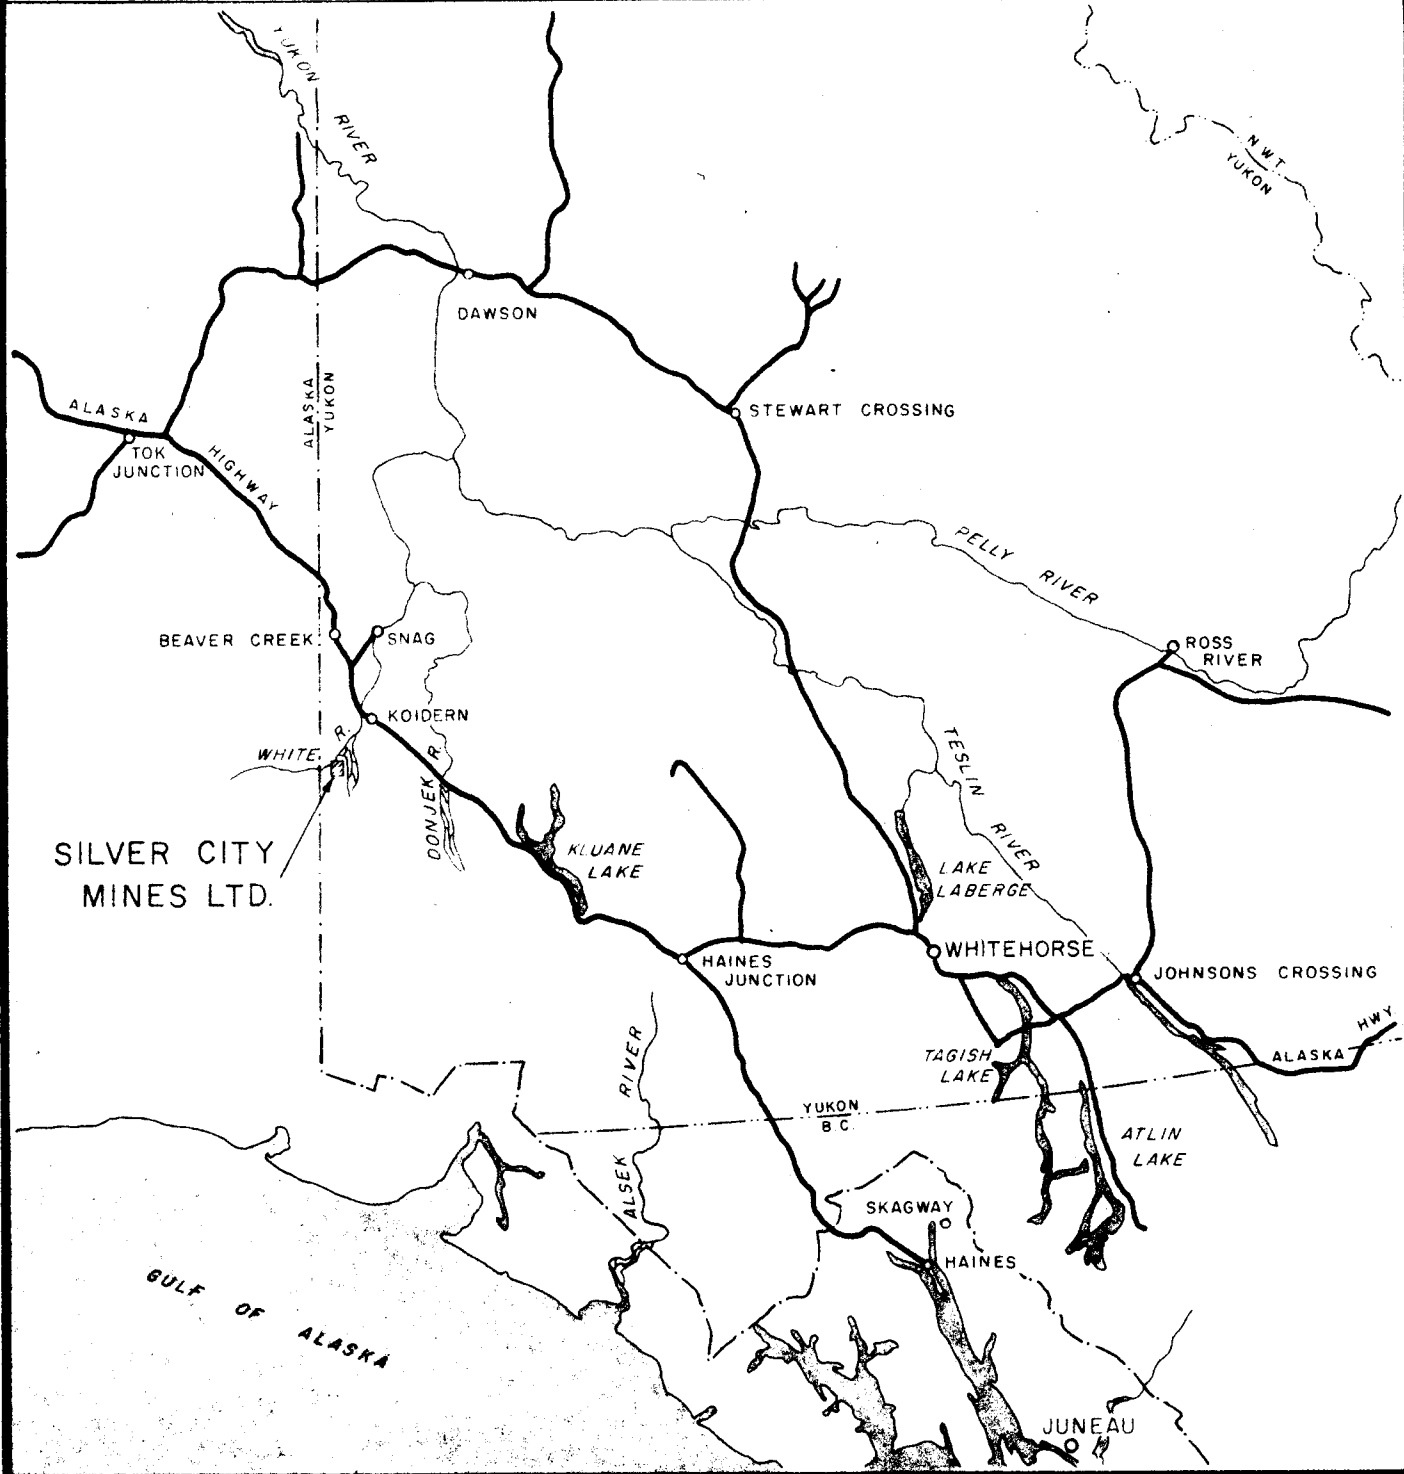 YUKON
RIVER
NWT
YUKON
DAWSON
ALASKA
YUKON
STEWART CROSSING
ALASKA
HIGHWAY
TOK
JUNCTION
PELLY RIVER
BEAVER CREEK
SNAG
ROSS
RIVER
KOIDERN
WHITE R.
DONJEK R.
TESLIN
RIVER
SILVER CITY
MINES LTD.
KLUANE
LAKE
LAKE
LABERGE
WHITEHORSE
HAINES
JUNCTION
JOHNSONS CROSSING
ALASKA HWY
TAGISH
LAKE
ALSEK RIVER
YUKON
B.C.
ATLIN
LAKE
SKAGWAY
HAINES
GULF OF ALASKA
JUNEAU